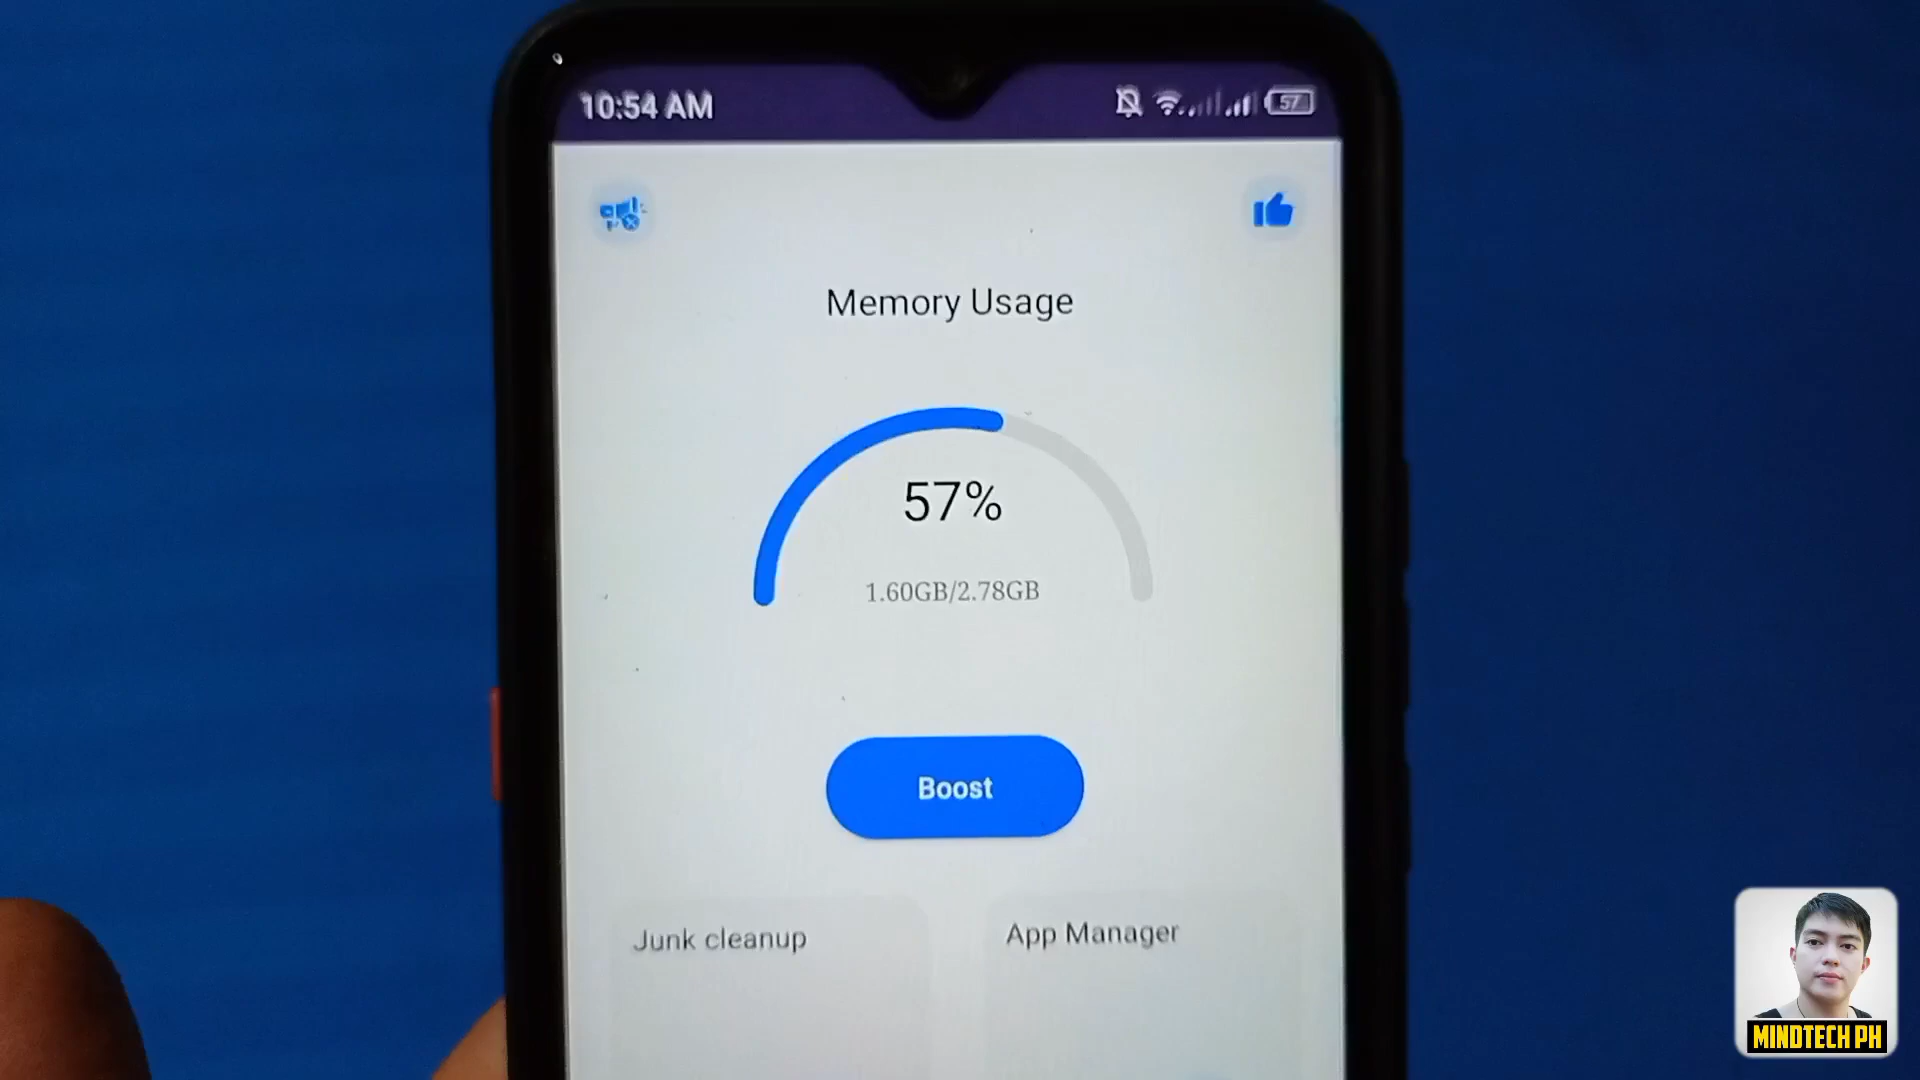 10:54 AM
57
Memory Usage
57%
1.60GB/2.78GB
Boost
Junk cleanup
App Manager
MINDTECH PH